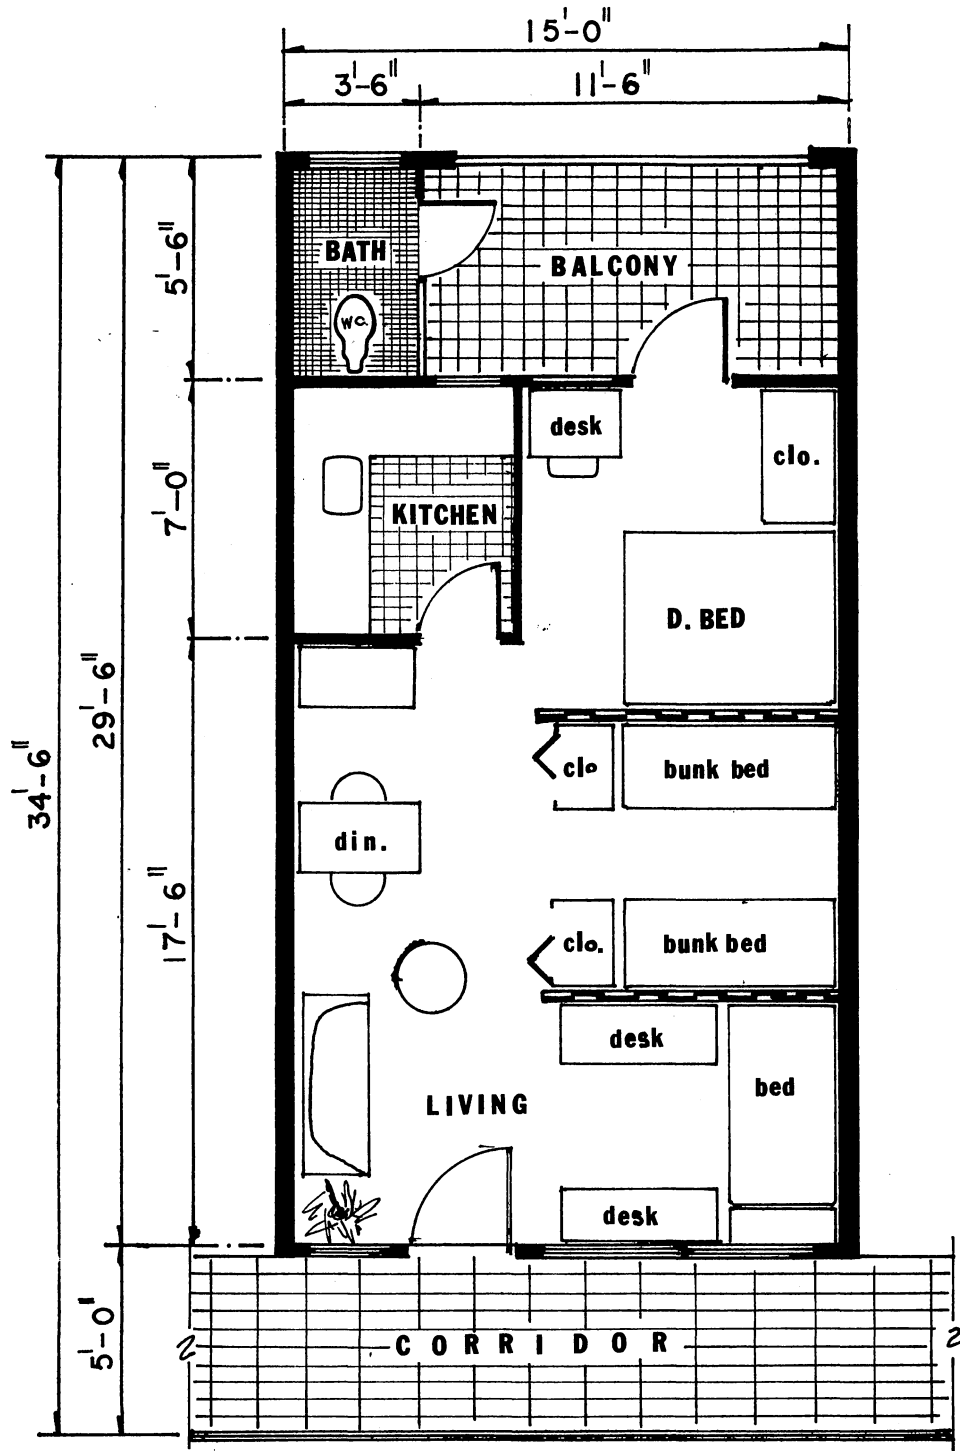 15'-0"
3'-6"
11'-6"
5'-6"
BATH
BALCONY
WC.
desk
clo.
7'-0"
KITCHEN
D. BED
29'-6"
34'-6"
clo
bunk bed
din.
17'-6"
clo.
bunk bed
desk
bed
LIVING
desk
5'-0"
CORRIDOR